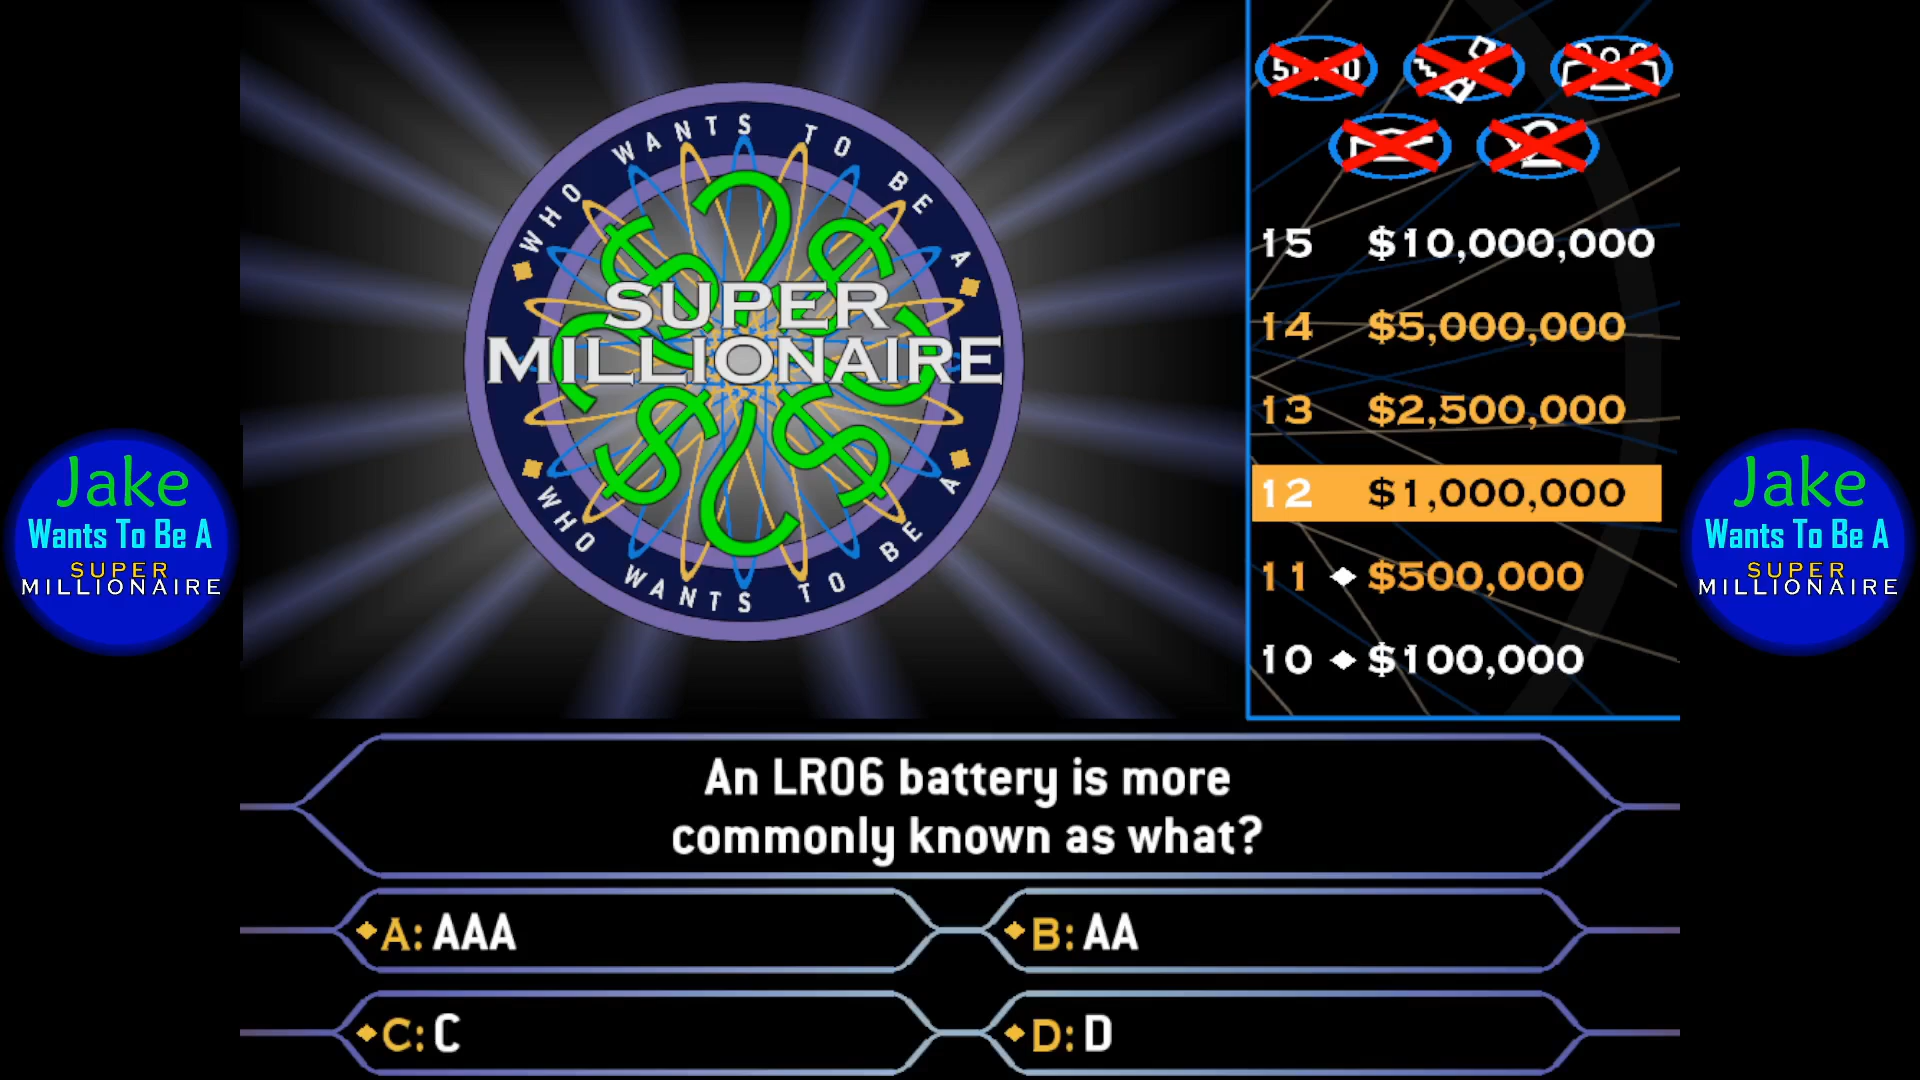 WHO WANTS TO BE A
SUPER
MILLIONAIRE
WHO WANTS TO BE A
50:50
15 $10,000,000
14 $5,000,000
13 $2,500,000
12 $1,000,000
11 $500,000
10 $100,000
Jake
Wants To Be A
SUPER
MILLIONAIRE
Jake
Wants To Be A
SUPER
MILLIONAIRE
An LR06 battery is more
commonly known as what?
A: AAA
B: AA
C: C
D: D